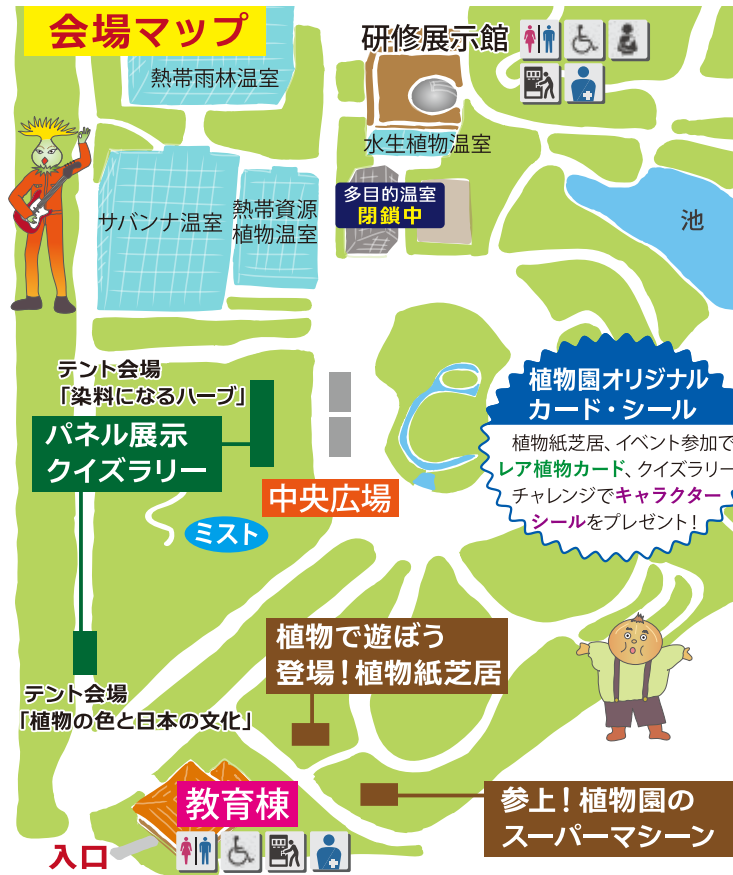 会場マップ
研修展示館
熱帯雨林温室
水生植物温室
多目的温室
閉鎖中
サバンナ温室
熱帯資源
植物温室
池
テント会場
「染料になるハーブ」
パネル展示
クイズラリー
植物園オリジナル
カード・シール
植物紙芝居、イベント参加で
レア植物カード、クイズラリー
チャレンジでキャラクター
シールをプレゼント！
中央広場
ミスト
植物で遊ぼう
登場！植物紙芝居
テント会場
「植物の色と日本の文化」
教育棟
参上！植物園の
スーパーマシーン
入口